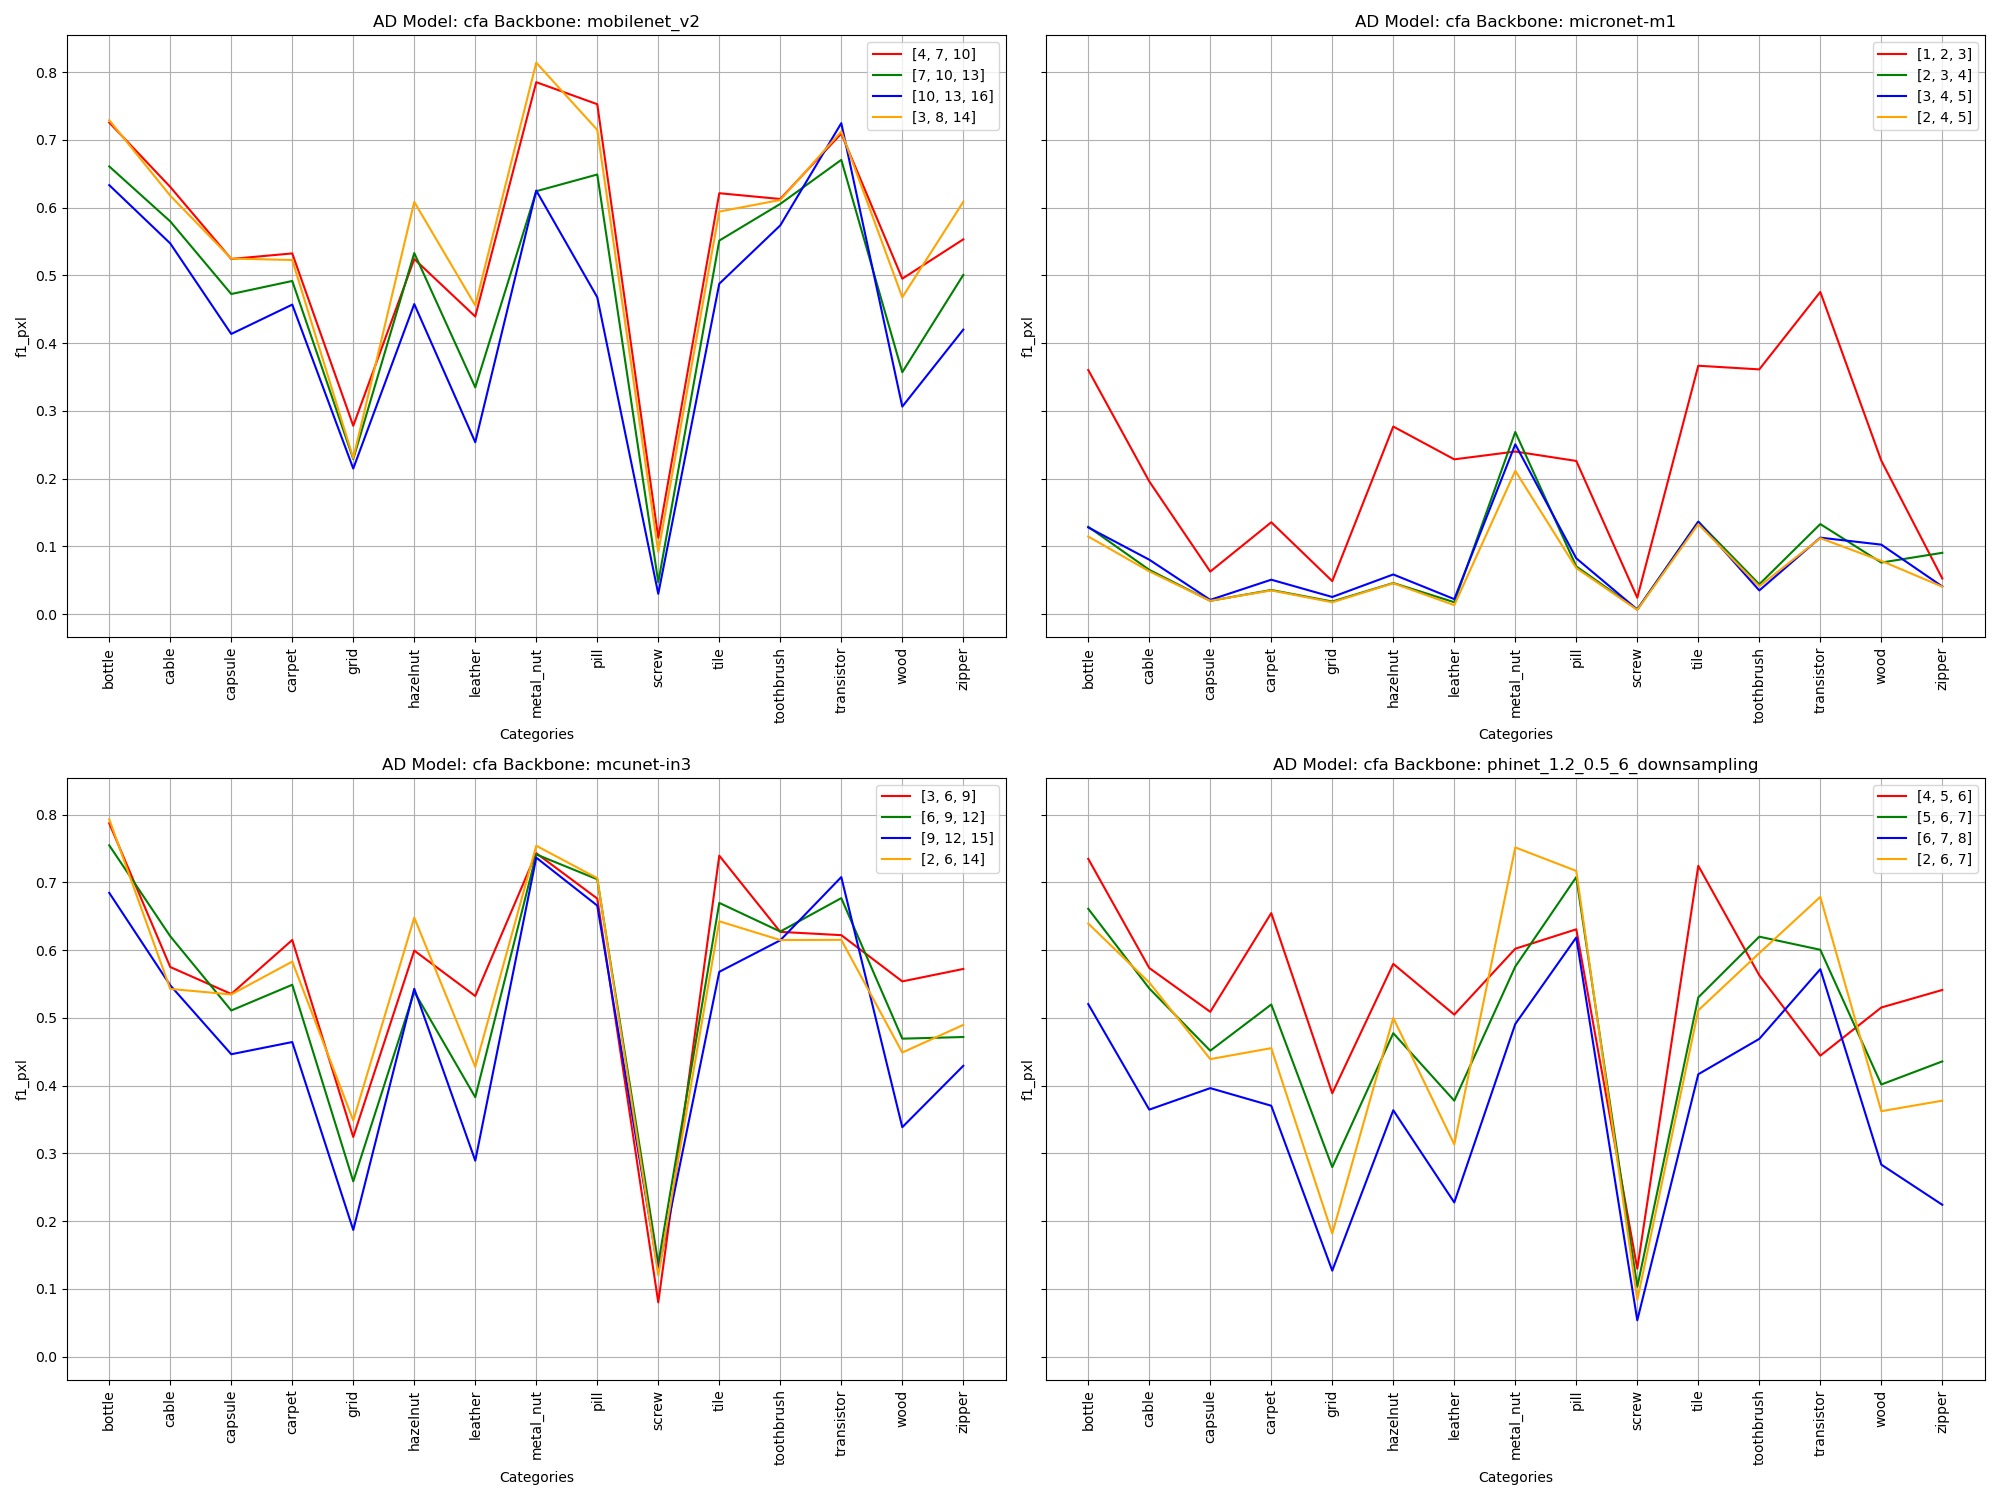 AD Model: cfa Backbone: mobilenet_v2
f1_pxl
0.8
0.7
0.6
0.5
0.4
0.3
0.2
0.1
0.0
[4, 7, 10]
[7, 10, 13]
[10, 13, 16]
[3, 8, 14]
bottle
cable
capsule
carpet
grid
hazelnut
leather
metal_nut
pill
screw
tile
toothbrush
transistor
wood
zipper
Categories
AD Model: cfa Backbone: micronet-m1
f1_pxl
[1, 2, 3]
[2, 3, 4]
[3, 4, 5]
[2, 4, 5]
bottle
cable
capsule
carpet
grid
hazelnut
leather
metal_nut
pill
screw
tile
toothbrush
transistor
wood
zipper
Categories
AD Model: cfa Backbone: mcunet-in3
f1_pxl
0.8
0.7
0.6
0.5
0.4
0.3
0.2
0.1
0.0
[3, 6, 9]
[6, 9, 12]
[9, 12, 15]
[2, 6, 14]
bottle
cable
capsule
carpet
grid
hazelnut
leather
metal_nut
pill
screw
tile
toothbrush
transistor
wood
zipper
Categories
AD Model: cfa Backbone: phinet_1.2_0.5_6_downsampling
f1_pxl
[4, 5, 6]
[5, 6, 7]
[6, 7, 8]
[2, 6, 7]
bottle
cable
capsule
carpet
grid
hazelnut
leather
metal_nut
pill
screw
tile
toothbrush
transistor
wood
zipper
Categories